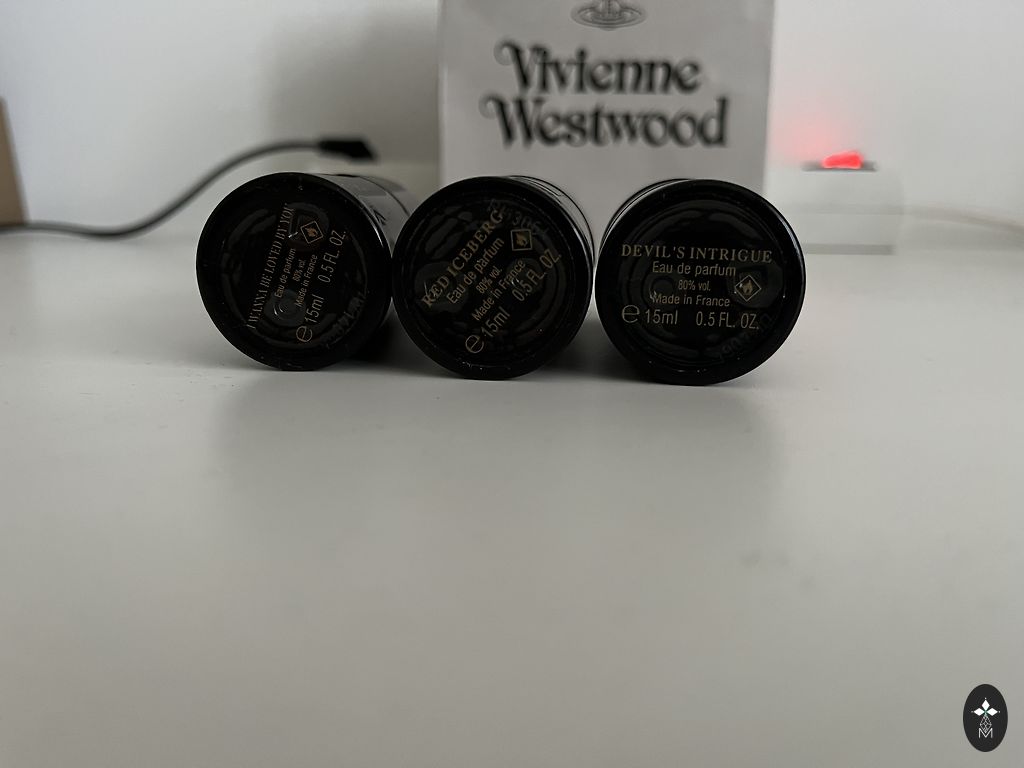 Vivienne
Westwood
I WANNA BE LOVED BY YOU
Eau de parfum
80% vol.
Made in France
℮ 15ml 0.5 FL. OZ.
RED ICEBERG
Eau de parfum
80% vol.
Made in France
℮ 15ml 0.5 FL. OZ.
DEVIL'S INTRIGUE
Eau de parfum
80% vol.
Made in France
℮ 15ml 0.5 FL. OZ.
M